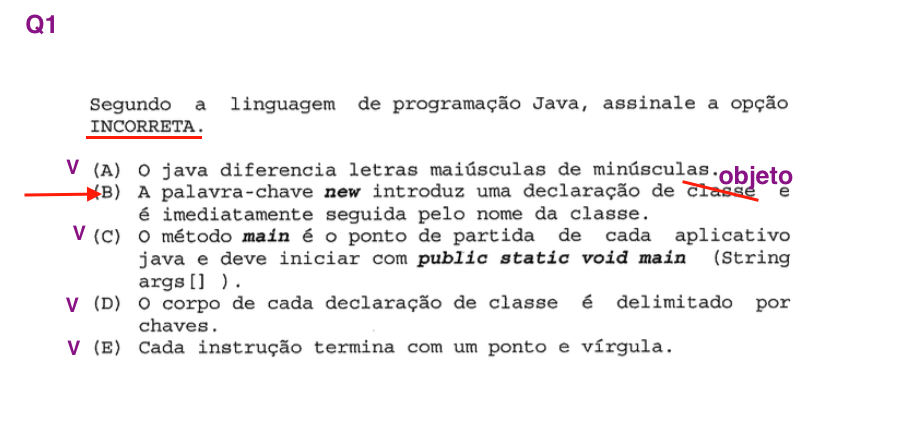 Q1
Segundo a linguagem de programação Java, assinale a opção
INCORRETA.
V (A) O java diferencia letras maiúsculas de minúsculas.
objeto
(B) A palavra-chave new introduz uma declaração de classe e
é imediatamente seguida pelo nome da classe.
V (C) O método main é o ponto de partida de cada aplicativo
java e deve iniciar com public static void main (String
args[] ).
V (D) O corpo de cada declaração de classe é delimitado por
chaves.
V (E) Cada instrução termina com um ponto e vírgula.